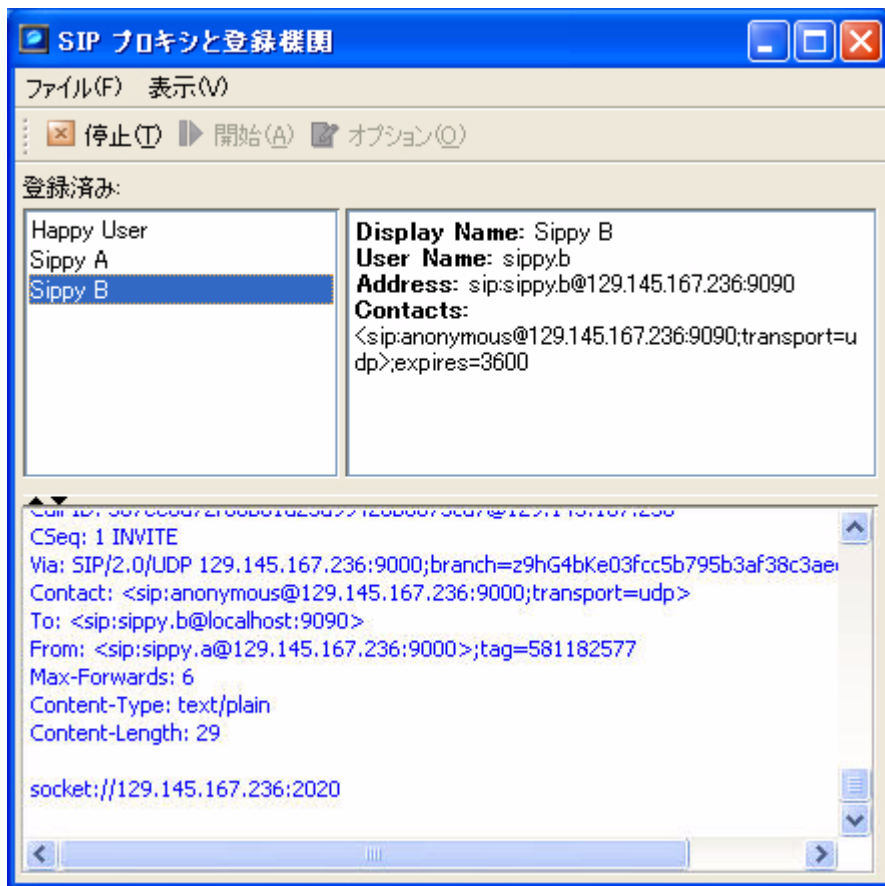 SIP プロキシと登録機関
ファイル(F) 表示(V)
停止(T) 開始(A) オプション(O)
登録済み:
Happy User
Sippy A
Sippy B
Display Name: Sippy B
User Name: sippy.b
Address: sip:sippy.b@129.145.167.236:9090
Contacts:
<sip:anonymous@129.145.167.236:9090;transport=u
dp>;expires=3600
CSeq: 1 INVITE
Via: SIP/2.0/UDP 129.145.167.236:9000;branch=z9hG4bKe03fcc5b795b3af38c3ae
Contact: <sip:anonymous@129.145.167.236:9000;transport=udp>
To: <sip:sippy.b@localhost:9090>
From: <sip:sippy.a@129.145.167.236:9000>;tag=581182577
Max-Forwards: 6
Content-Type: text/plain
Content-Length: 29
socket://129.145.167.236:2020